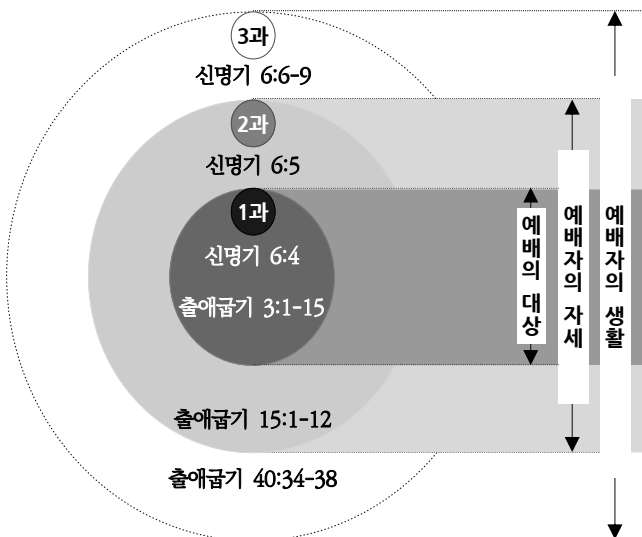 3과
신명기 6:6-9
2과
신명기 6:5
1과
신명기 6:4
출애굽기 3:1-15
출애굽기 15:1-12
출애굽기 40:34-38
예배의 대상
예배자의 자세
예배자의 생활